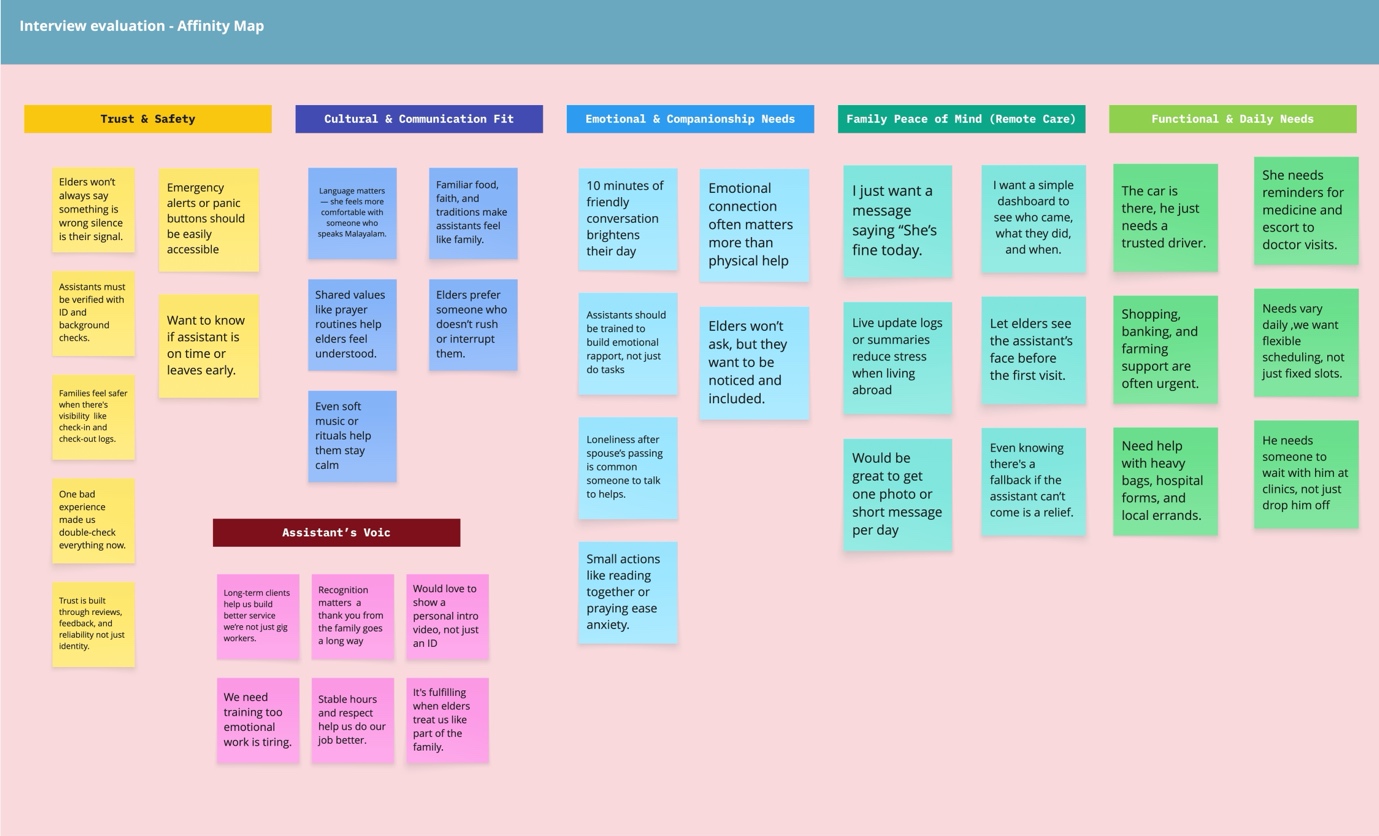 Interview evaluation - Affinity Map
Trust & Safety
Elders won't
always say
something is
wrong silence
is their signal.
Emergency
alerts or panic
buttons should
be easily
accessible
Assistants must
be verified with
ID and
background
checks.
Want to know
if assistant is
on time or
leaves early.
Families feel safer
when there's
visibility like
check-in and
check-out logs.
One bad
experience
made us
double-check
everything now.
Trust is built
through reviews,
feedback, and
reliability not just
identity.
Cultural & Communication Fit
Language matters
— she feels more
comfortable with
someone who
speaks Malayalam.
Familiar food,
faith, and
traditions make
assistants feel
like family.
Shared values
like prayer
routines help
elders feel
understood.
Elders prefer
someone who
doesn't rush
or interrupt
them.
Even soft
music or
rituals help
them stay
calm
Assistant's Voic
Long-term clients
help us build
better service
we're not just gig
workers.
Recognition
matters a
thank you from
the family goes
a long way
Would love to
show a
personal intro
video, not just
an ID
We need
training too
emotional
work is tiring.
Stable hours
and respect
help us do our
job better.
It's fulfilling
when elders
treat us like
part of the
family.
Emotional & Companionship Needs
10 minutes of
friendly
conversation
brightens
their day
Emotional
connection
often matters
more than
physical help
Assistants should
be trained to
build emotional
rapport, not just
do tasks
Elders won't
ask, but they
want to be
noticed and
included.
Loneliness after
spouse's passing
is common
someone to talk
to helps.
Small actions
like reading
together or
praying ease
anxiety.
Family Peace of Mind (Remote Care)
I just want a
message
saying "She's
fine today.
I want a simple
dashboard to
see who came,
what they did,
and when.
Live update logs
or summaries
reduce stress
when living
abroad
Let elders see
the assistant's
face before
the first visit.
Would be
great to get
one photo or
short message
per day
Even knowing
there's a
fallback if the
assistant can't
come is a relief.
Functional & Daily Needs
The car is
there, he just
needs a
trusted driver.
She needs
reminders for
medicine and
escort to
doctor visits.
Shopping,
banking, and
farming
support are
often urgent.
Needs vary
daily ,we want
flexible
scheduling, not
just fixed slots.
Need help
with heavy
bags, hospital
forms, and
local errands.
He needs
someone to
wait with him at
clinics, not just
drop him off